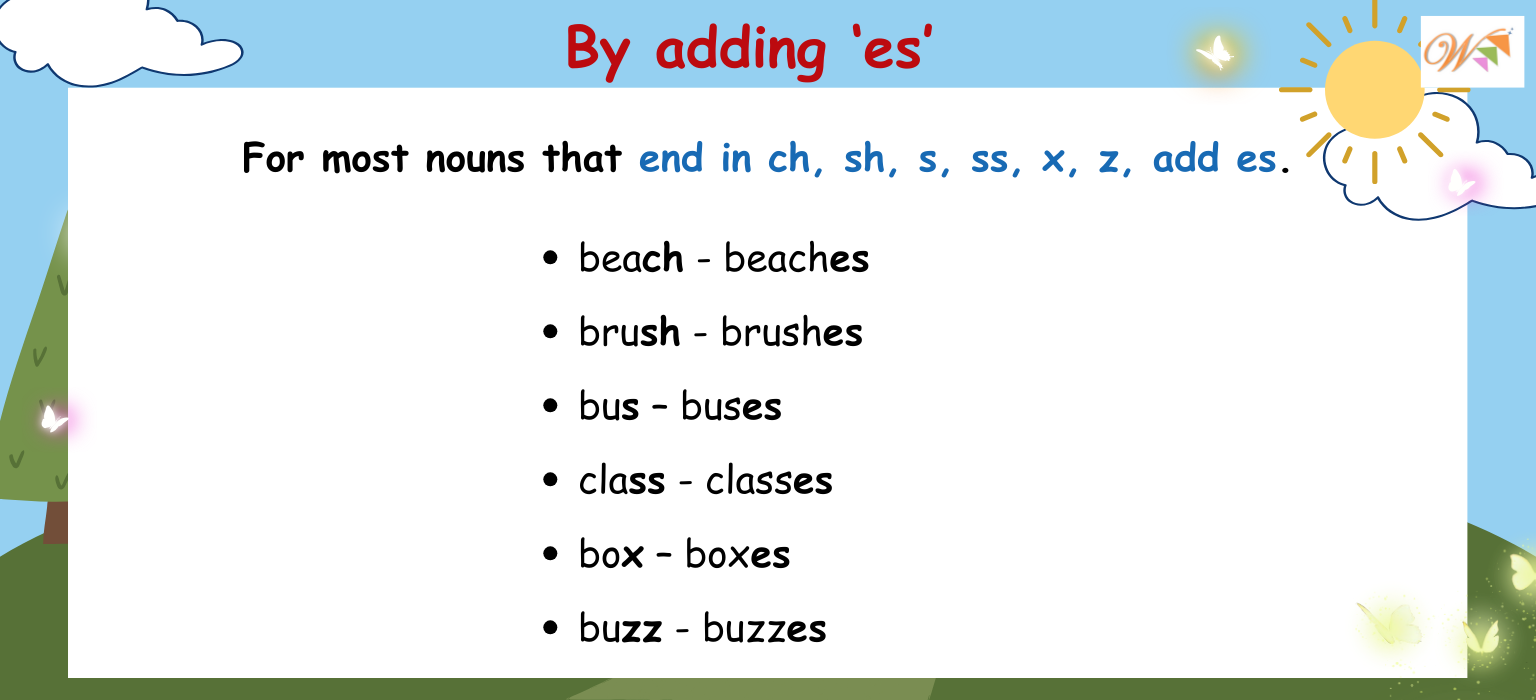 By adding ‘es’
For most nouns that end in ch, sh, s, ss, x, z, add es.
• beach - beaches
• brush - brushes
• bus – buses
• class - classes
• box – boxes
• buzz - buzzes
W